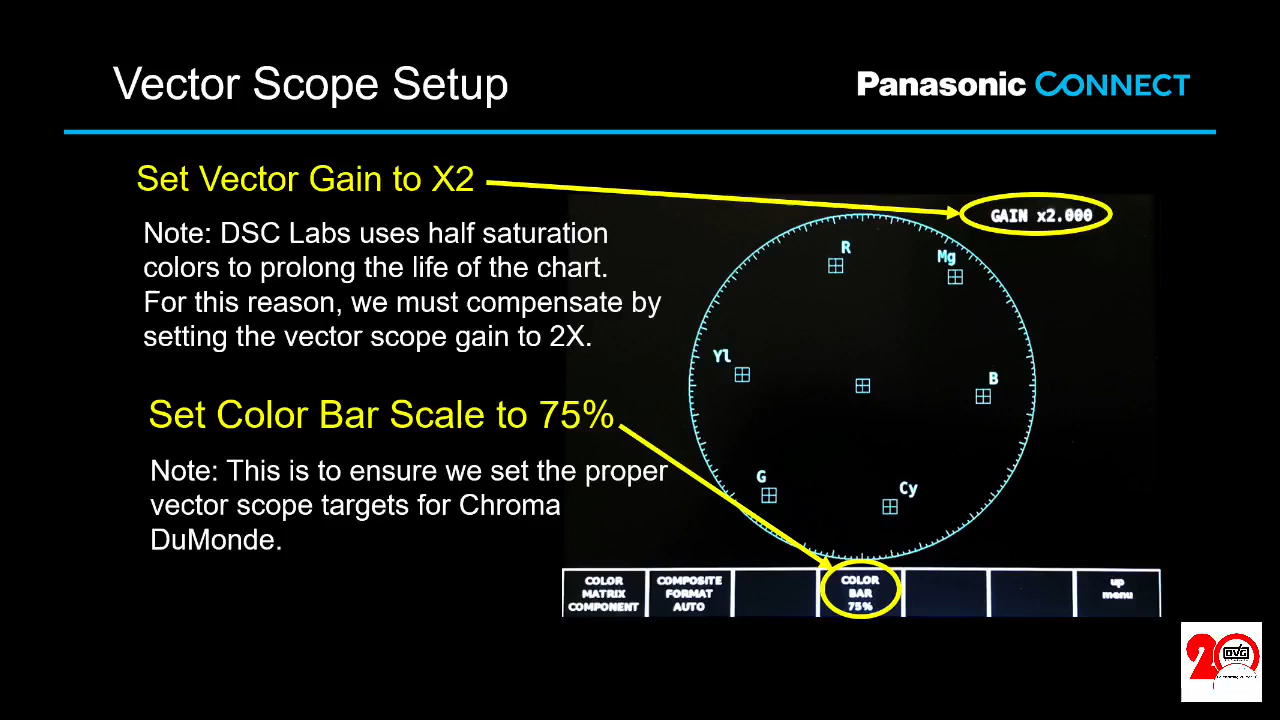 Vector Scope Setup
Panasonic CONNECT
Set Vector Gain to X2
GAIN x2.000
Note: DSC Labs uses half saturation
colors to prolong the life of the chart.
For this reason, we must compensate by
setting the vector scope gain to 2X.
R
Mg
Yl
B
G
Cy
Set Color Bar Scale to 75%
Note: This is to ensure we set the proper
vector scope targets for Chroma
DuMonde.
COLOR
MATRIX
COMPONENT
COMPOSITE
FORMAT
AUTO
COLOR
BAR
75%
up
menu
20
DVG